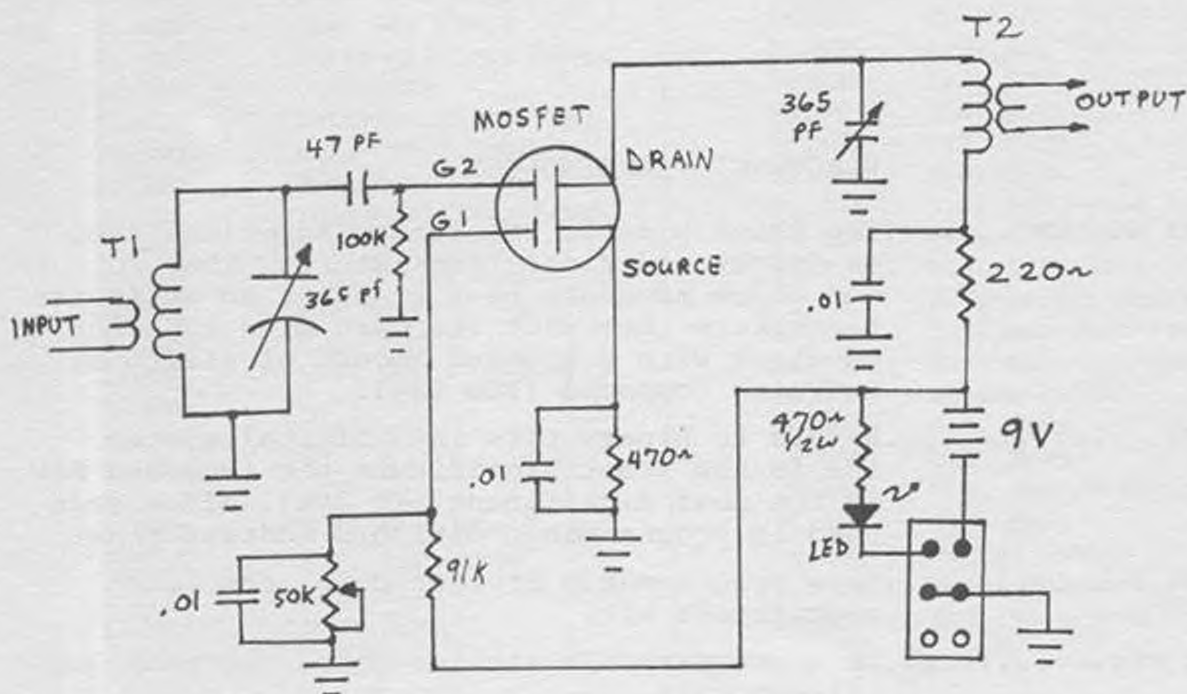 T2
OUTPUT
365
PF
MOSFET
DRAIN
47 PF
G2
G1
100K
T1
SOURCE
365 Pf
INPUT
220~
.01
470~
1/2W
9V
LED
470~
.01
91K
50K
.01